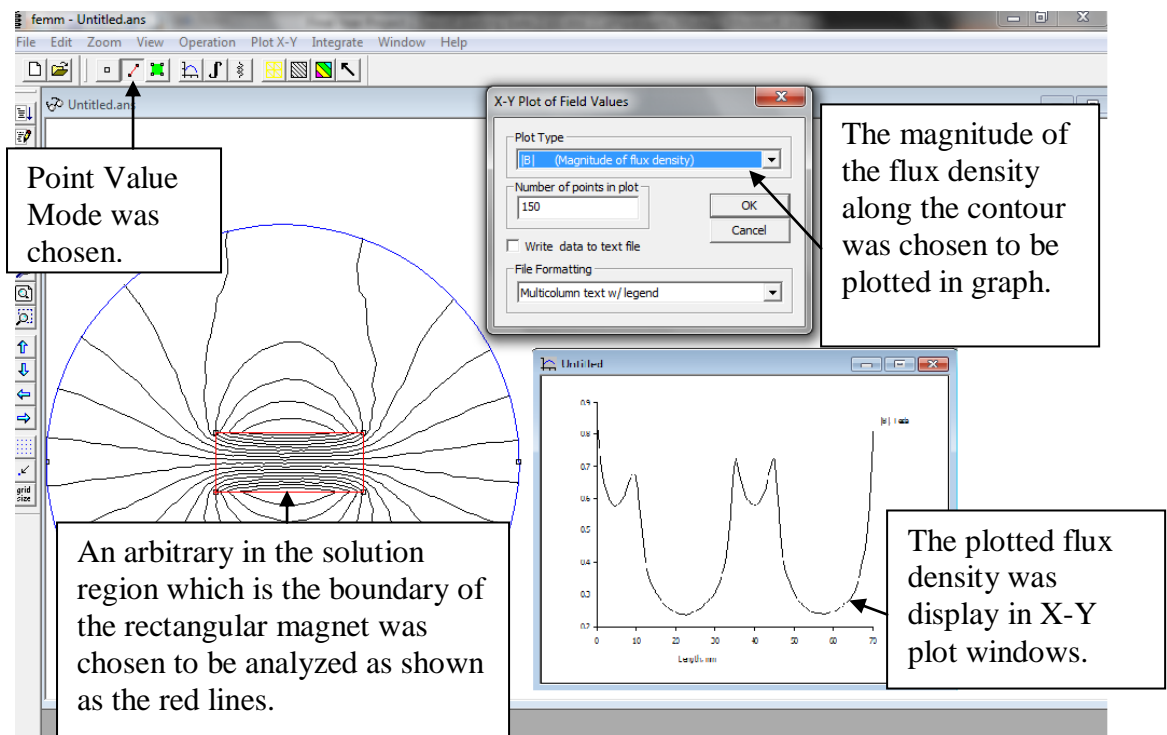 femm - Untitled.ans
File Edit Zoom View Operation Plot X-Y Integrate Window Help
Untitled.ans
X-Y Plot of Field Values
Plot Type
|B| (Magnitude of flux density)
Number of points in plot
150
OK
Cancel
Write data to text file
File Formatting
Multicolumn text w/legend
The magnitude of
the flux density
along the contour
was chosen to be
plotted in graph.
Point Value
Mode was
chosen.
grid
size
Untitled
0.9
0.8
0.7
0.6
0.5
0.4
0.3
0.2
0 10 20 30 40 50 60 70
Length, mm
|B|, Tesla
An arbitrary in the solution
region which is the boundary of
the rectangular magnet was
chosen to be analyzed as shown
as the red lines.
The plotted flux
density was
display in X-Y
plot windows.